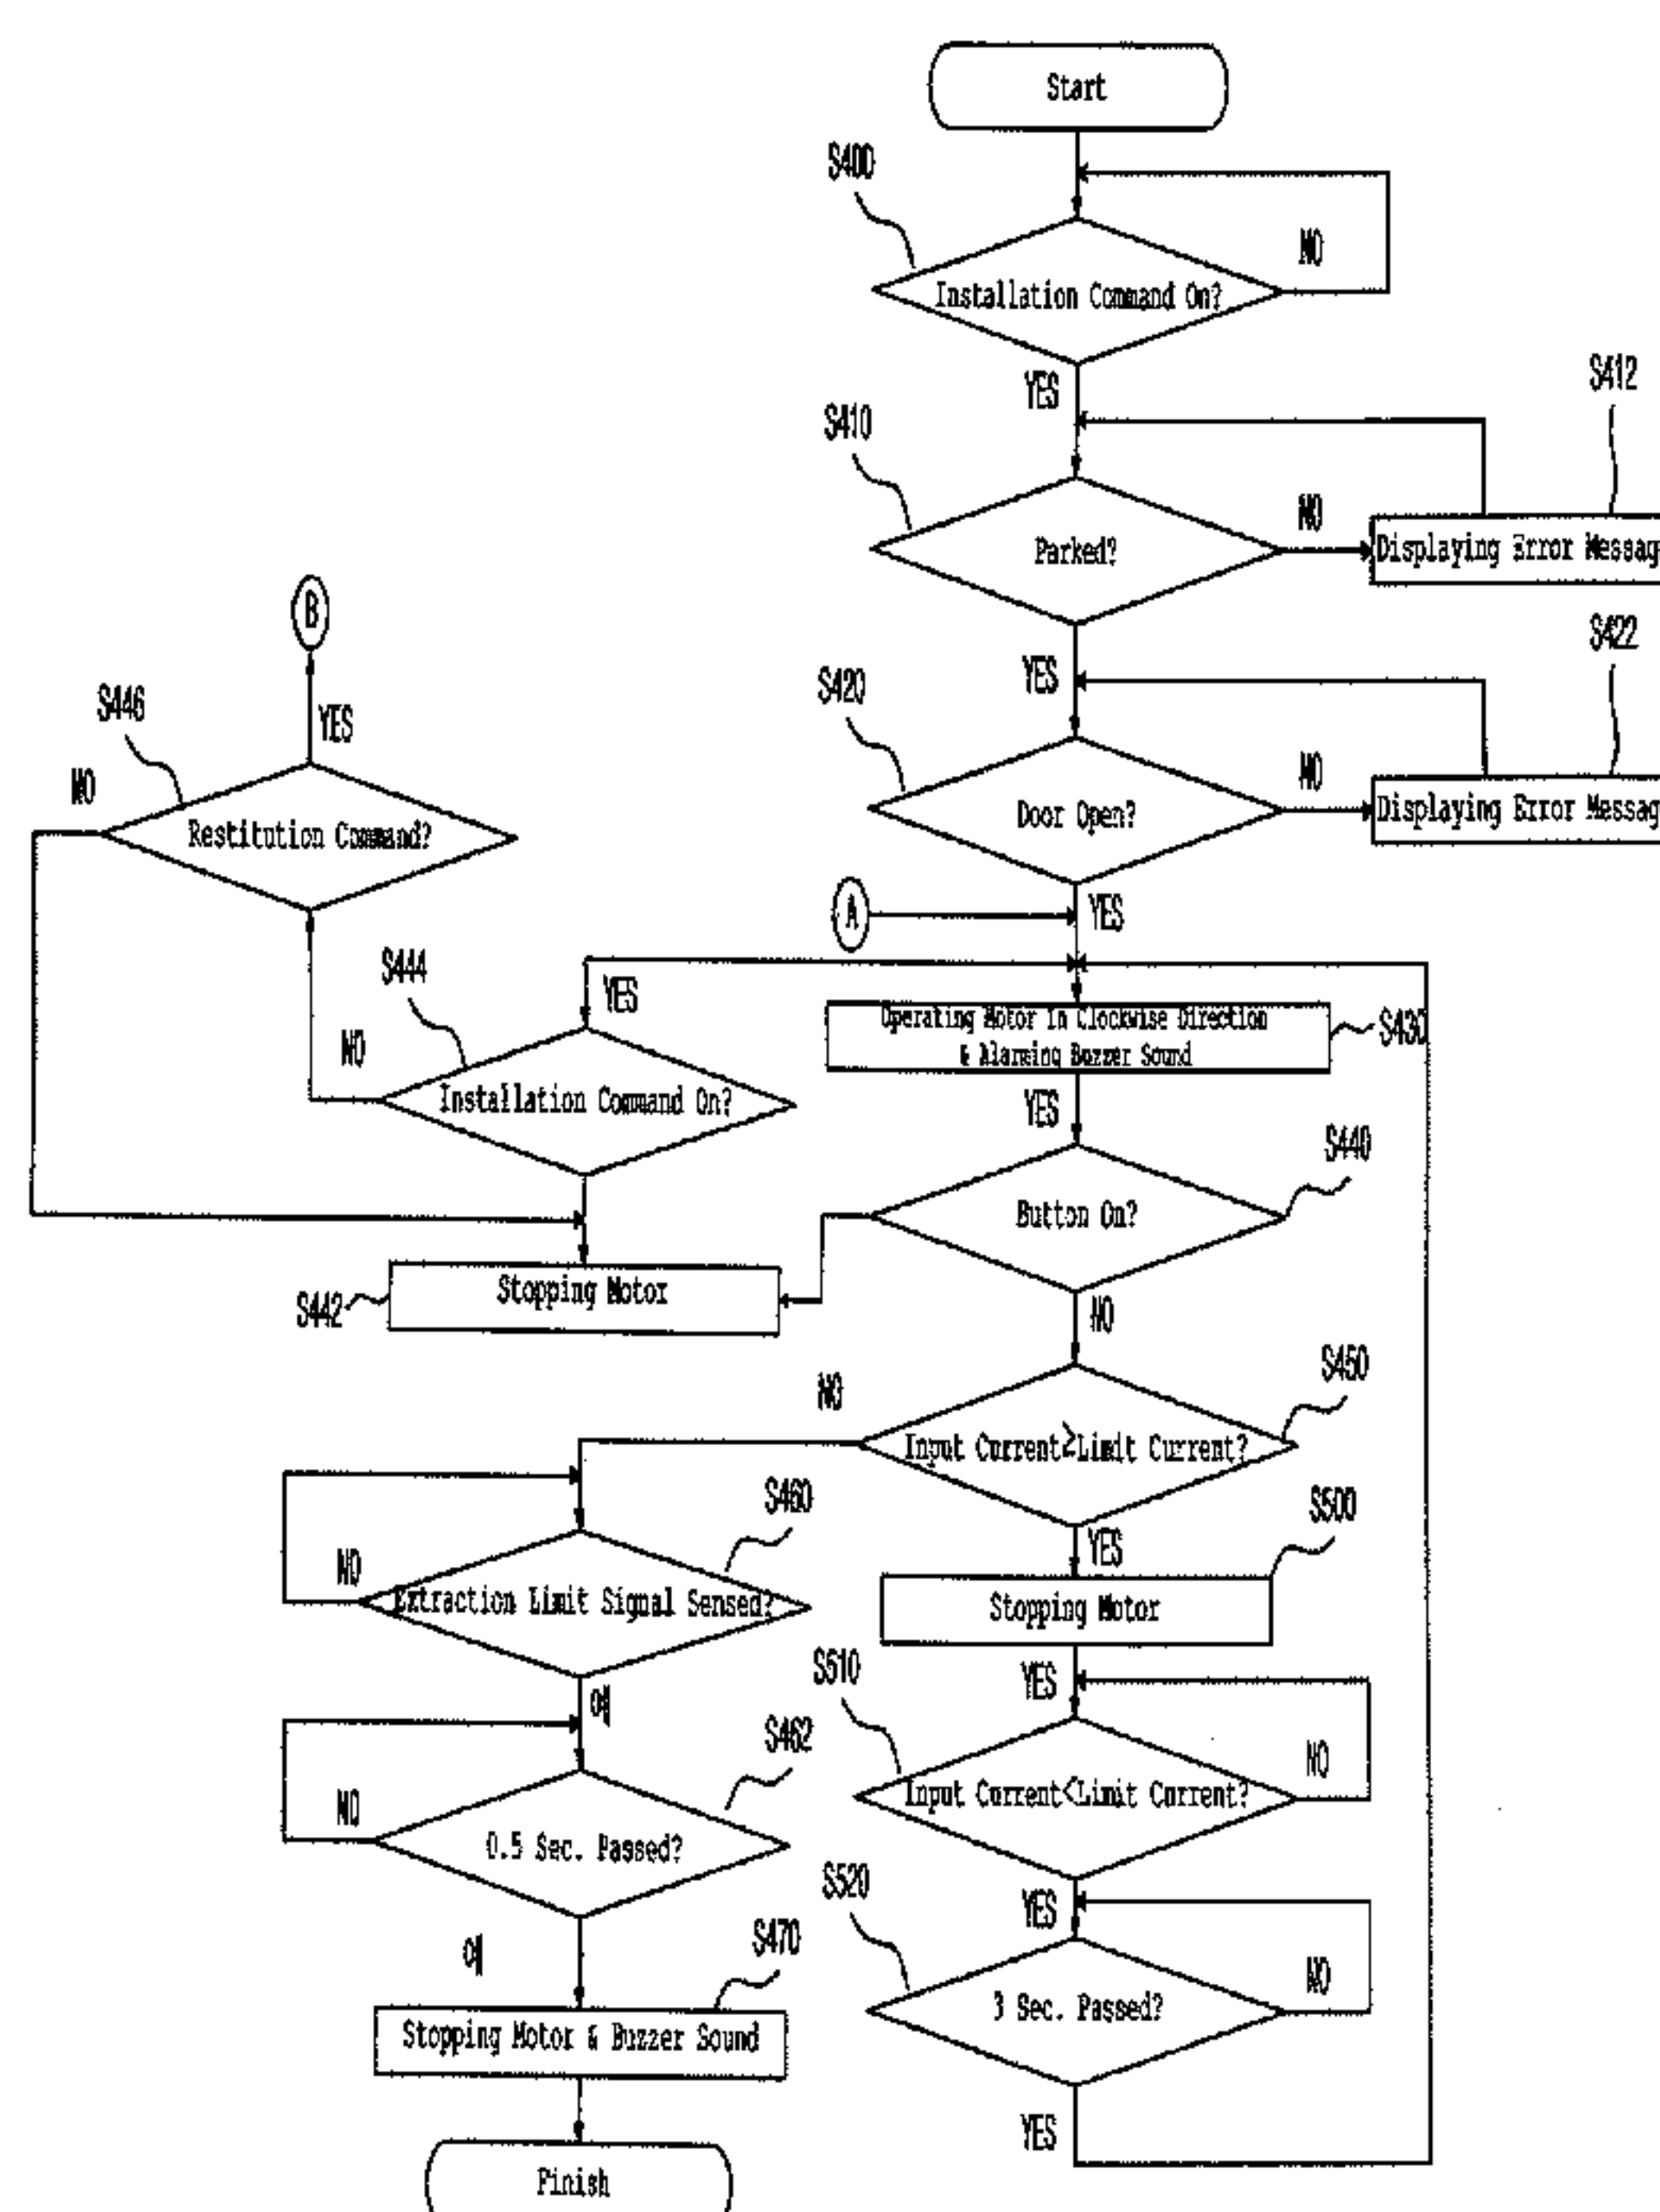 Start
S400
NO
Installation Command On?
YES
S412
S410
NO
Parked?
Displaying Error Messag
B
YES
S422
S420
S446
YES
NO
NO
Door Open?
Displaying Error Messag
Restitution Command?
A
YES
S444
YES
NO
Operating Motor In Clockwise Direction
& Alarming Buzzer Sound
S430
Installation Command On?
YES
S440
Button On?
Stopping Motor
S442
NO
S450
NO
Input Current≥Limit Current?
S460
S500
YES
NO
Extraction Limit Signal Sensed?
Stopping Motor
S510
YES
예
S462
NO
Input Current<Limit Current?
NO
0.5 Sec. Passed?
S520
YES
예
S470
NO
3 Sec. Passed?
Stopping Motor & Buzzer Sound
YES
Pinish